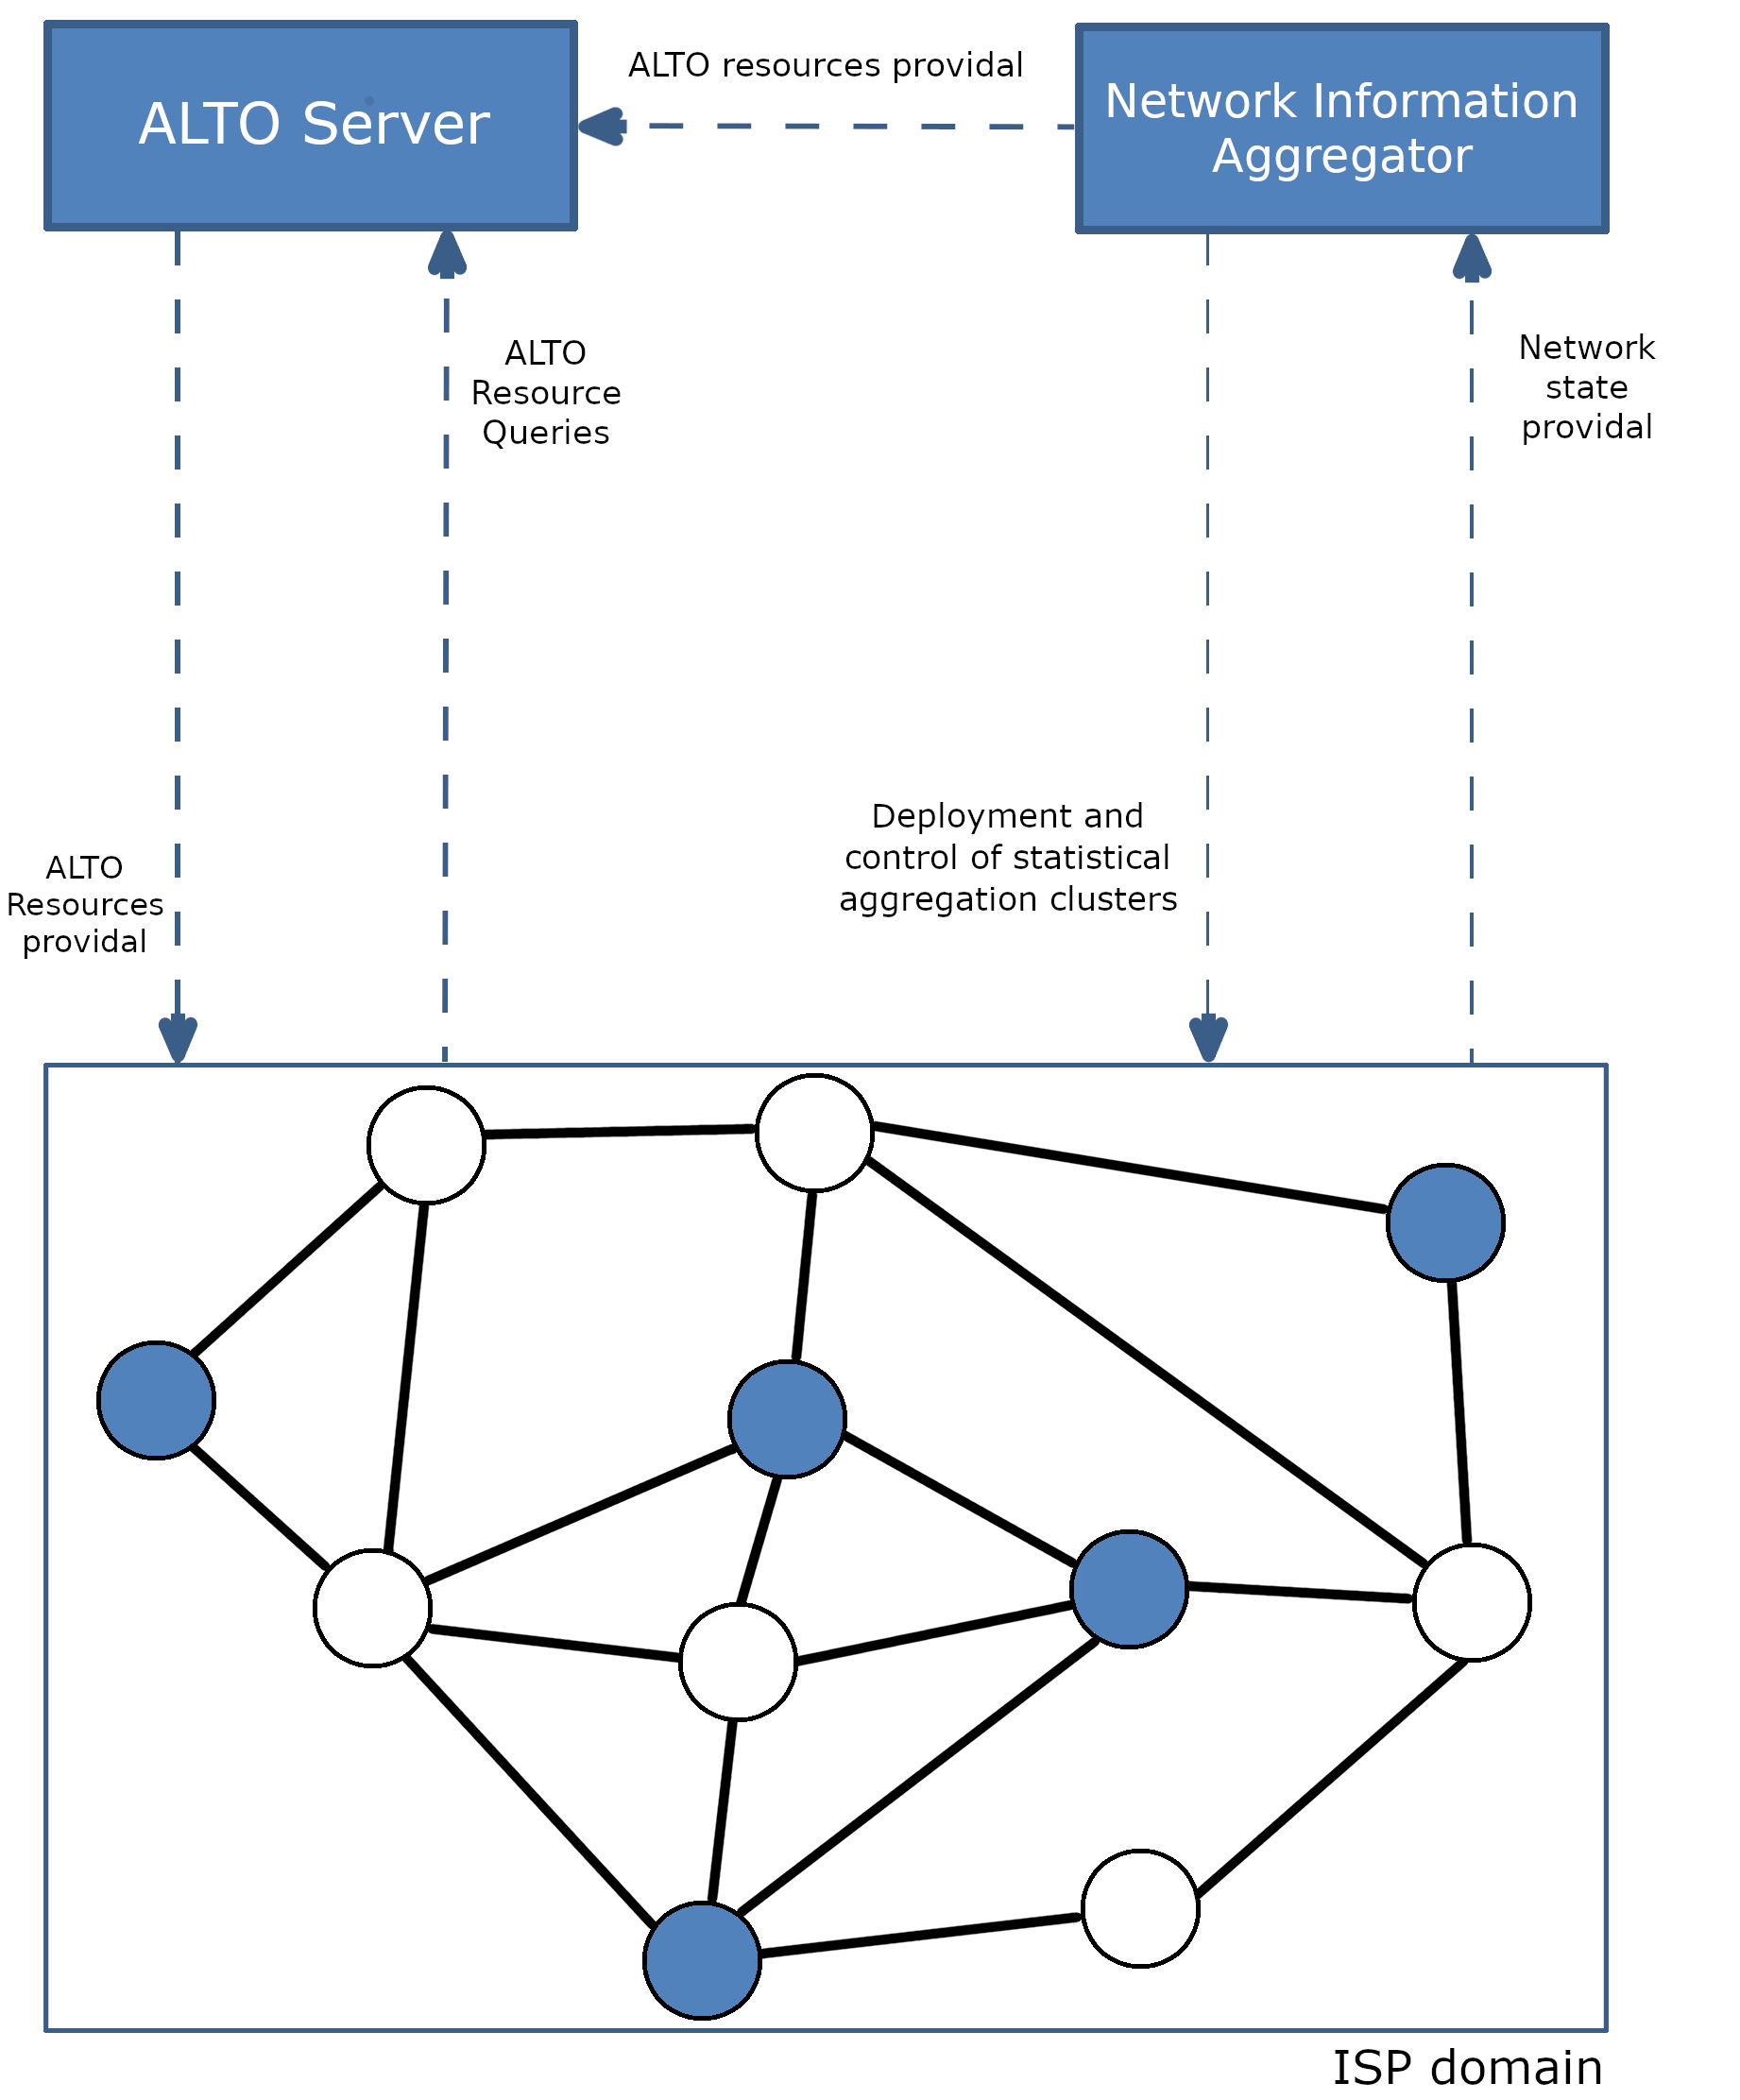 ALTO Server
ALTO resources providal
Network Information
Aggregator
ALTO
Resource
Queries
Network
state
providal
ALTO
Resources
providal
Deployment and
control of statistical
aggregation clusters
ISP domain